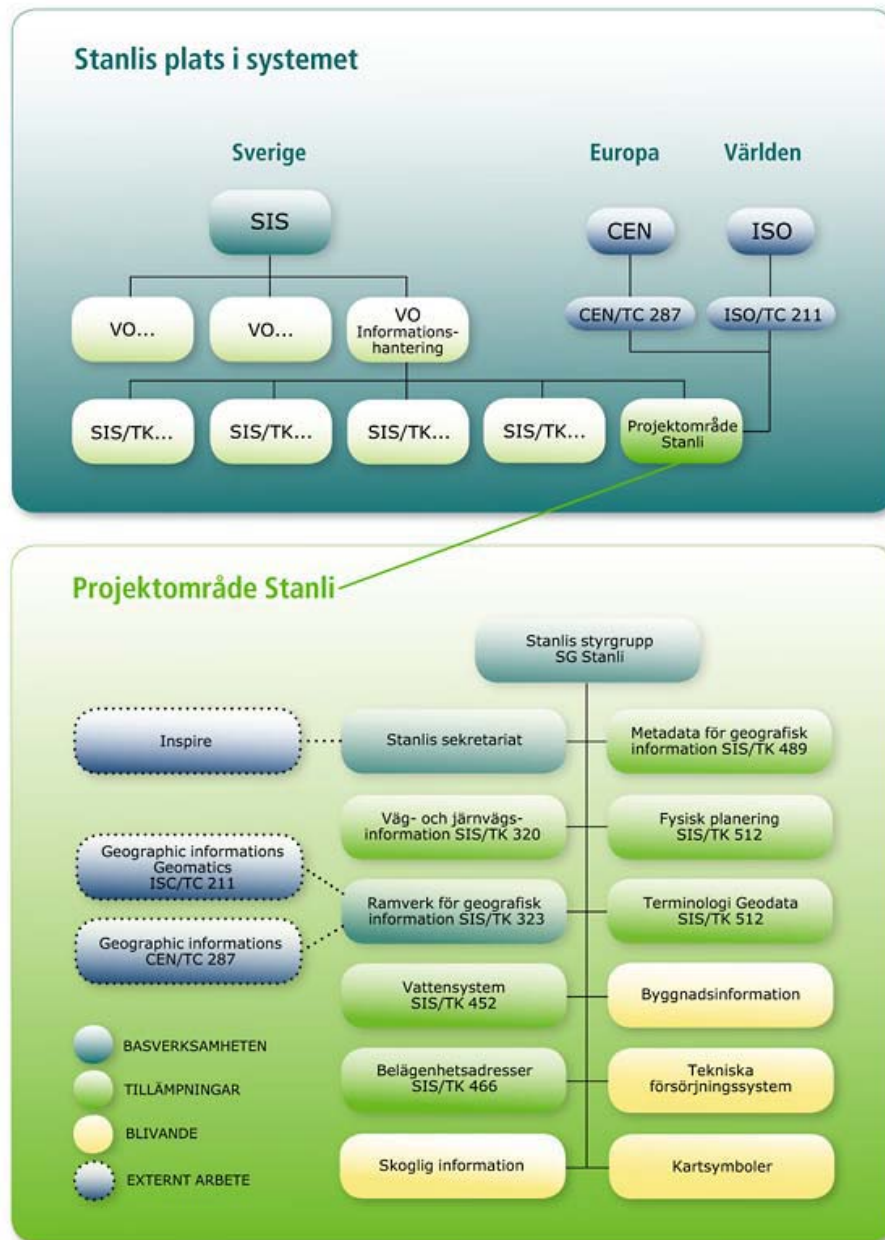 Stanlis plats i systemet
Sverige
Europa
Världen
SIS
CEN
ISO
VO...
VO...
VO
Informations-
hantering
CEN/TC 287
ISO/TC 211
SIS/TK...
SIS/TK...
SIS/TK...
SIS/TK...
Projektområde
Stanli
Projektområde Stanli
Stanlis styrgrupp
SG Stanli
Inspire
Stanlis sekretariat
Metadata för geografisk
information SIS/TK 489
Väg- och järnvägs-
information SIS/TK 320
Fysisk planering
SIS/TK 512
Geographic informations
Geomatics
ISC/TC 211
Ramverk för geografisk
information SIS/TK 323
Terminologi Geodata
SIS/TK 512
Geographic informations
CEN/TC 287
Vattensystem
SIS/TK 452
Byggnadsinformation
BASVERKSAMHETEN
TILLÄMPNINGAR
BLIVANDE
EXTERNT ARBETE
Belägenhetsadresser
SIS/TK 466
Tekniska
försörjningssystem
Skoglig information
Kartsymboler